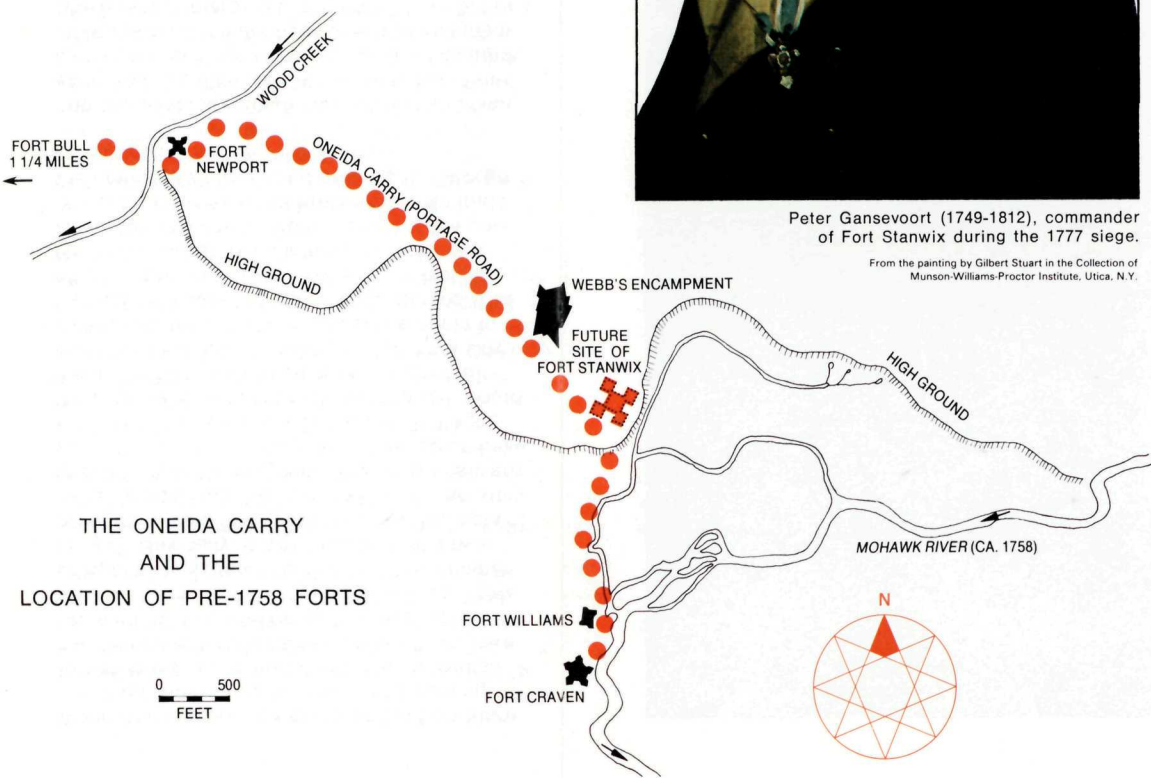 WOOD CREEK
FORT BULL
1 1/4 MILES
FORT
NEWPORT
ONEIDA CARRY (PORTAGE ROAD)
HIGH GROUND
Peter Gansevoort (1749-1812), commander
of Fort Stanwix during the 1777 siege.
From the painting by Gilbert Stuart in the Collection of
Munson-Williams-Proctor Institute, Utica, N.Y.
WEBB'S ENCAMPMENT
FUTURE
SITE OF
FORT STANWIX
HIGH GROUND
THE ONEIDA CARRY
AND THE
LOCATION OF PRE-1758 FORTS
MOHAWK RIVER (CA. 1758)
FORT WILLIAMS
FORT CRAVEN
0 500
FEET
N